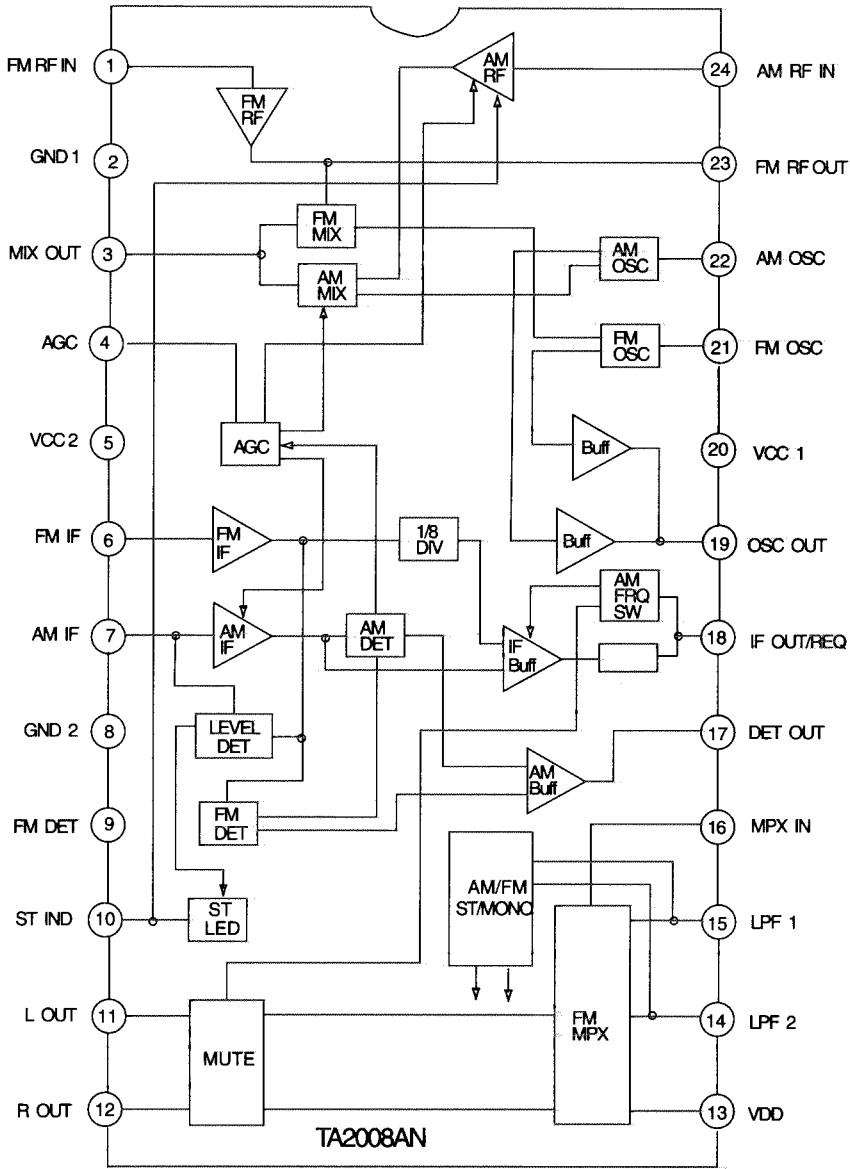 FM RF IN
1
FM
RF
AM
RF
24
AM RF IN
GND 1
2
23
FM RF OUT
MIX OUT
3
FM
MIX
AM
MIX
AM
OSC
22
AM OSC
AGC
4
FM
OSC
21
FM OSC
VCC 2
5
AGC
Buff
20
VCC 1
FM IF
6
FM
IF
1/8
DIV
Buff
19
OSC OUT
AM IF
7
AM
IF
AM
DET
IF
Buff
AM
FRQ
SW
18
IF OUT/REQ
GND 2
8
LEVEL
DET
17
DET OUT
FM DET
9
FM
DET
AM
Buff
16
MPX IN
ST IND
10
ST
LED
AM/FM
ST/MONO
15
LPF 1
L OUT
11
MUTE
FM
MPX
14
LPF 2
R OUT
12
13
VDD
TA2008AN